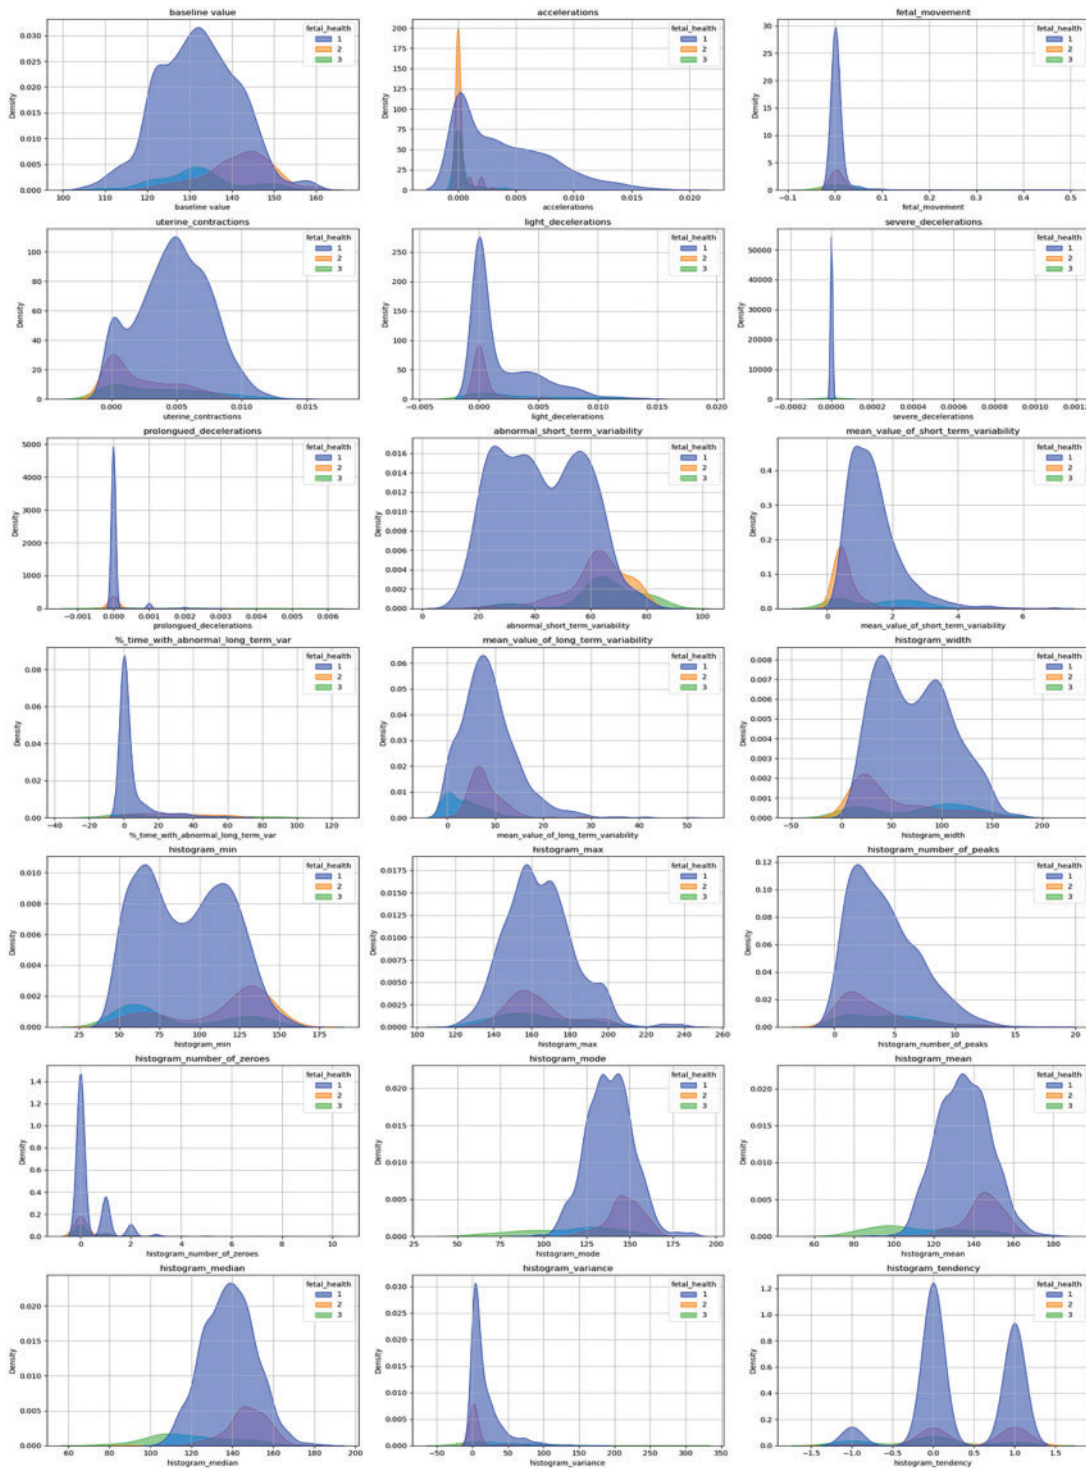 baseline value
fetal_health
1
2
3
Density
0.030
0.025
0.020
0.015
0.010
0.005
0.000
100 110 120 130 140 150 160
baseline value
accelerations
fetal_health
1
2
3
Density
200
175
150
125
100
75
50
25
0
0.000 0.005 0.010 0.015 0.020
accelerations
fetal_movement
fetal_health
1
2
3
Density
30
25
20
15
10
5
0
−0.1 0.0 0.1 0.2 0.3 0.4 0.5
fetal_movement
uterine_contractions
fetal_health
1
2
3
Density
100
80
60
40
20
0
0.000 0.005 0.010 0.015
uterine_contractions
light_decelerations
fetal_health
1
2
3
Density
250
200
150
100
50
0
−0.005 0.000 0.005 0.010 0.015 0.020
light_decelerations
severe_decelerations
fetal_health
1
2
3
Density
50000
40000
30000
20000
10000
0
−0.0002 0.0000 0.0002 0.0004 0.0006 0.0008 0.0010 0.0012
severe_decelerations
prolongued_decelerations
fetal_health
1
2
3
Density
5000
4000
3000
2000
1000
0
−0.001 0.000 0.001 0.002 0.003 0.004 0.005 0.006
prolongued_decelerations
abnormal_short_term_variability
fetal_health
1
2
3
Density
0.016
0.014
0.012
0.010
0.008
0.006
0.004
0.002
0.000
0 20 40 60 80 100
abnormal_short_term_variability
mean_value_of_short_term_variability
fetal_health
1
2
3
Density
0.4
0.3
0.2
0.1
0.0
0 2 4 6
mean_value_of_short_term_variability
%_time_with_abnormal_long_term_var
fetal_health
1
2
3
Density
0.08
0.06
0.04
0.02
0.00
−40 −20 0 20 40 60 80 100 120
%_time_with_abnormal_long_term_var
mean_value_of_long_term_variability
fetal_health
1
2
3
Density
0.06
0.05
0.04
0.03
0.02
0.01
0.00
0 10 20 30 40 50
mean_value_of_long_term_variability
histogram_width
fetal_health
1
2
3
Density
0.008
0.007
0.006
0.005
0.004
0.003
0.002
0.001
0.000
−50 0 50 100 150 200
histogram_width
histogram_min
fetal_health
1
2
3
Density
0.010
0.008
0.006
0.004
0.002
0.000
25 50 75 100 125 150 175
histogram_min
histogram_max
fetal_health
1
2
3
Density
0.0175
0.0150
0.0125
0.0100
0.0075
0.0050
0.0025
0.0000
100 120 140 160 180 200 220 240 260
histogram_max
histogram_number_of_peaks
fetal_health
1
2
3
Density
0.12
0.10
0.08
0.06
0.04
0.02
0.00
0 5 10 15 20
histogram_number_of_peaks
histogram_number_of_zeroes
fetal_health
1
2
3
Density
1.4
1.2
1.0
0.8
0.6
0.4
0.2
0.0
0 2 4 6 8 10
histogram_number_of_zeroes
histogram_mode
fetal_health
1
2
3
Density
0.020
0.015
0.010
0.005
0.000
25 50 75 100 125 150 175 200
histogram_mode
histogram_mean
fetal_health
1
2
3
Density
0.020
0.015
0.010
0.005
0.000
60 80 100 120 140 160 180
histogram_mean
histogram_median
fetal_health
1
2
3
Density
0.020
0.015
0.010
0.005
0.000
60 80 100 120 140 160 180 200
histogram_median
histogram_variance
fetal_health
1
2
3
Density
0.030
0.025
0.020
0.015
0.010
0.005
0.000
−50 0 50 100 150 200 250 300 350
histogram_variance
histogram_tendency
fetal_health
1
2
3
Density
1.2
1.0
0.8
0.6
0.4
0.2
0.0
−1.5 −1.0 −0.5 0.0 0.5 1.0 1.5
histogram_tendency